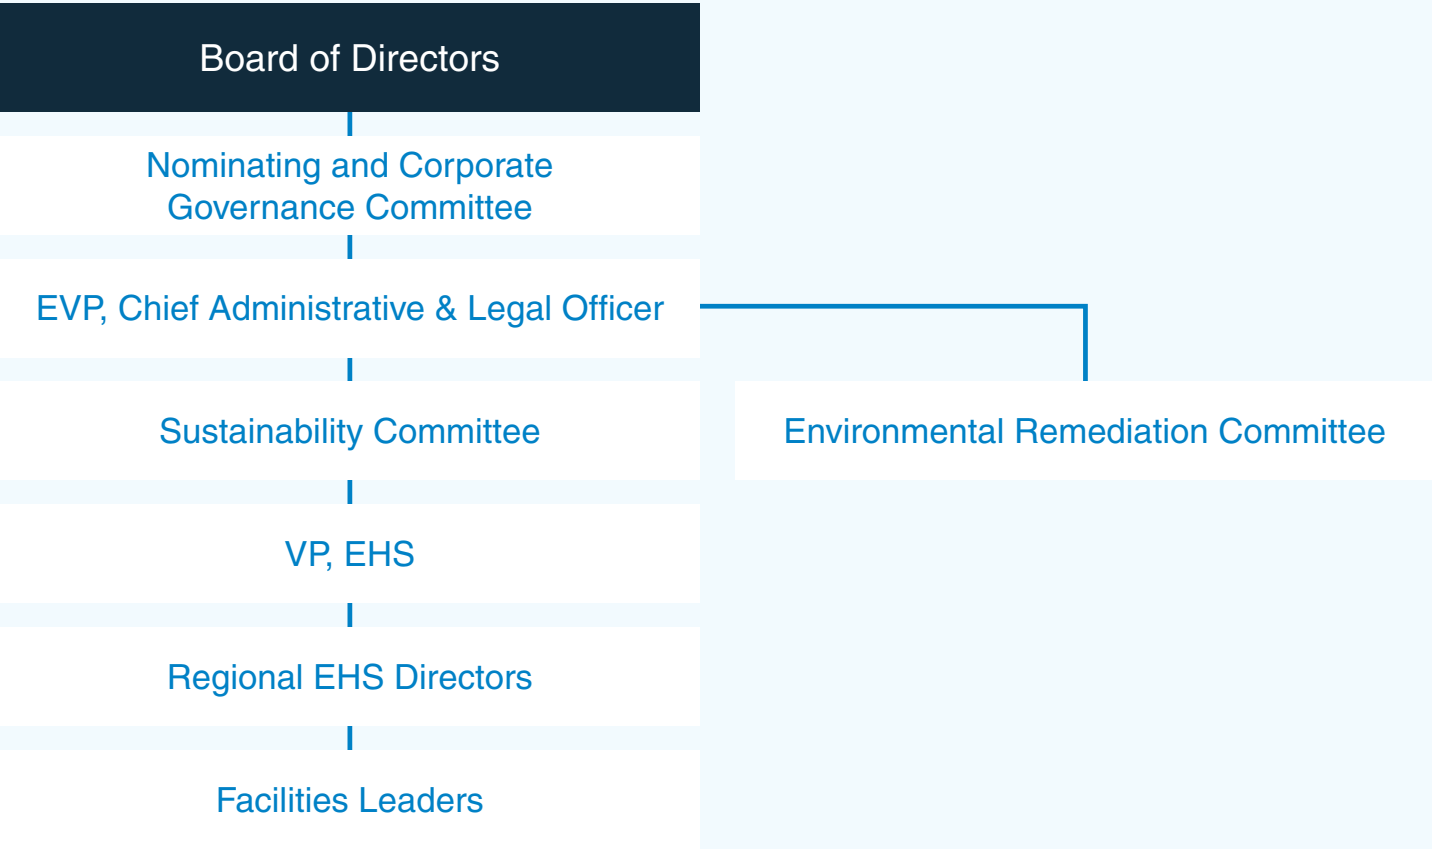 Board of Directors
Nominating and Corporate
Governance Committee
EVP, Chief Administrative & Legal Officer
Sustainability Committee
Environmental Remediation Committee
VP, EHS
Regional EHS Directors
Facilities Leaders